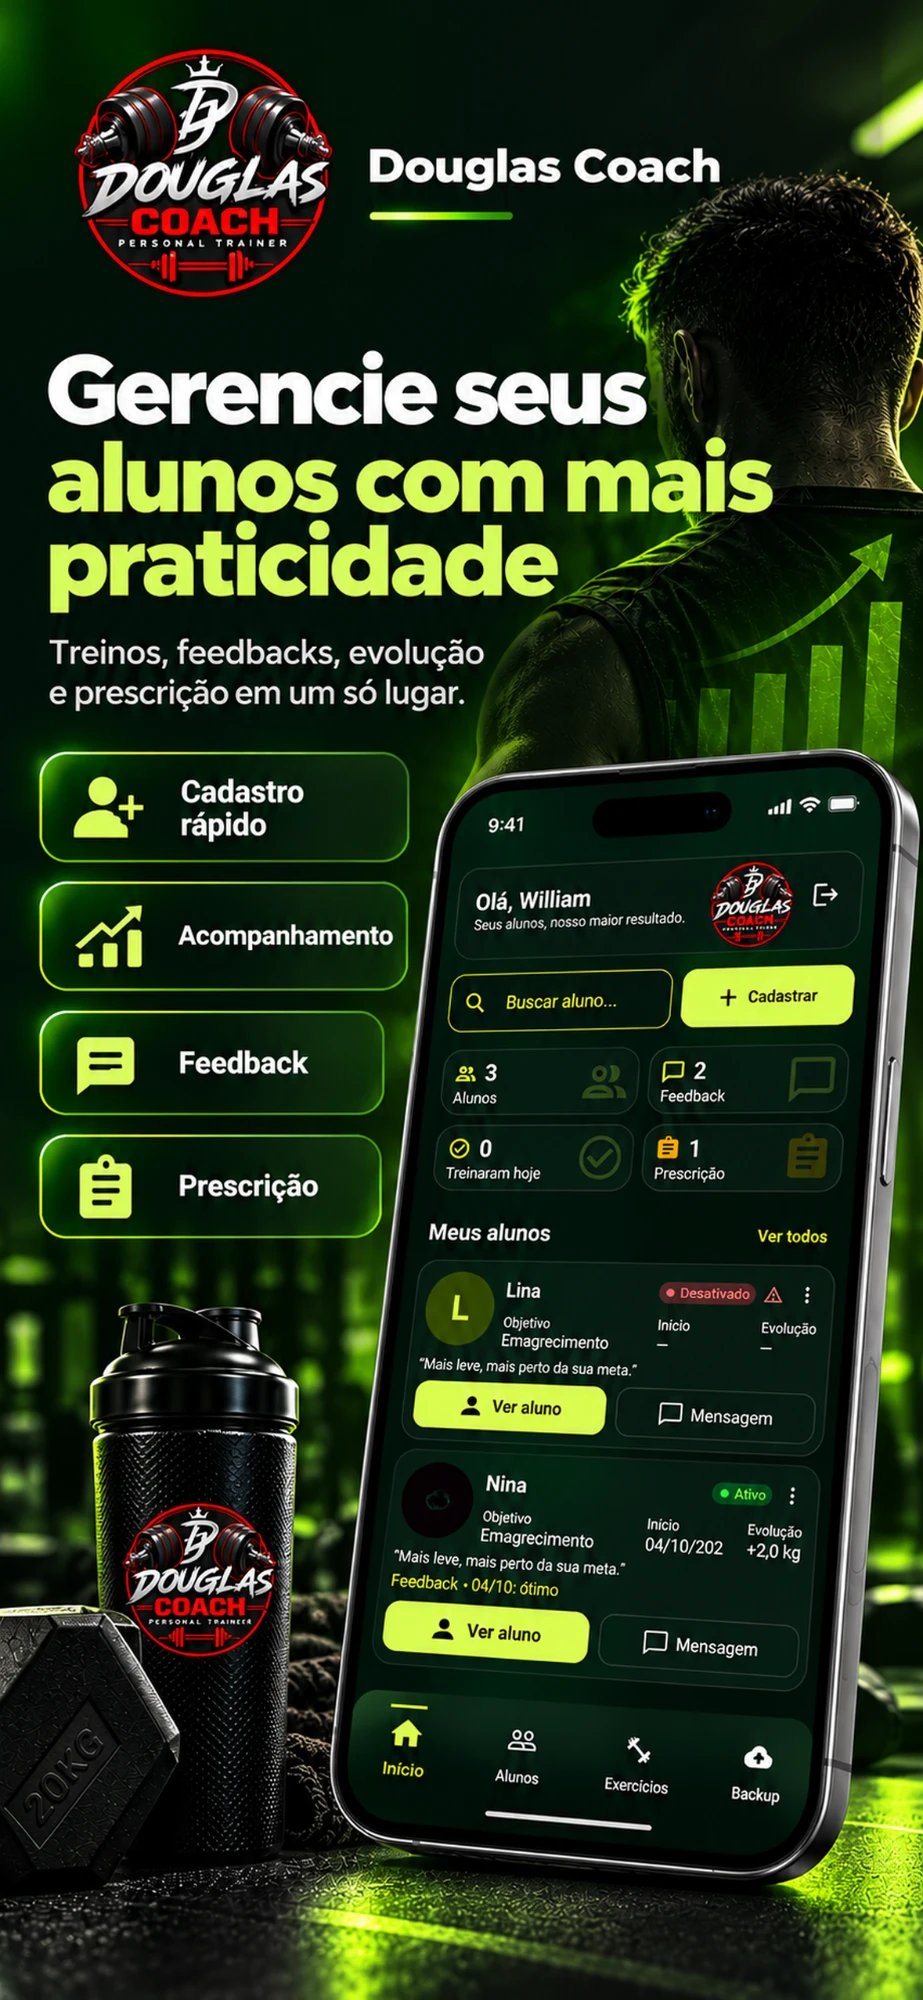 DOUGLAS
COACH
PERSONAL TRAINER
Douglas Coach
Gerencie seus
alunos com mais
praticidade
Treinos, feedbacks, evolução
e prescrição em um só lugar.
Cadastro
rápido
Acompanhamento
Feedback
Prescrição
9:41
Olá, William
Seus alunos, nosso maior resultado.
DOUGLAS
COACH
Buscar aluno...
+ Cadastrar
3
Alunos
2
Feedback
0
Treinaram hoje
1
Prescrição
Meus alunos
Ver todos
L
Lina
Desativado
Objetivo
Emagrecimento
Início
–
Evolução
–
“Mais leve, mais perto da sua meta.”
Ver aluno
Mensagem
Nina
Ativo
Objetivo
Emagrecimento
Início
04/10/202
Evolução
+2,0 kg
“Mais leve, mais perto da sua meta.”
Feedback • 04/10: ótimo
Ver aluno
Mensagem
Início
Alunos
Exercícios
Backup
DOUGLAS
COACH
PERSONAL TRAINER
20KG